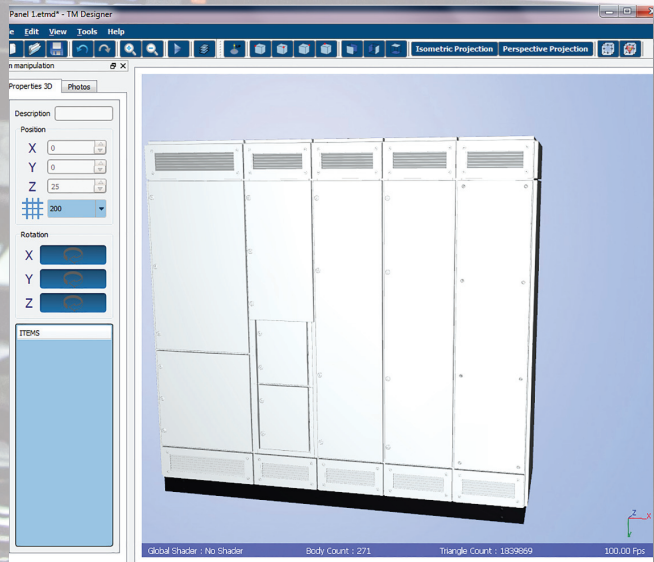 Panel 1.etmd* - TM Designer
e Edit View Tools Help
Isometric Projection Perspective Projection
n manipulation
Properties 3D Photos
Description
Position
X 0
Y 0
Z 25
200
Rotation
X
Y
Z
ITEMS
Z
X
Y
Global Shader : No Shader Body Count : 271 Triangle Count : 1839869 100.00 Fps